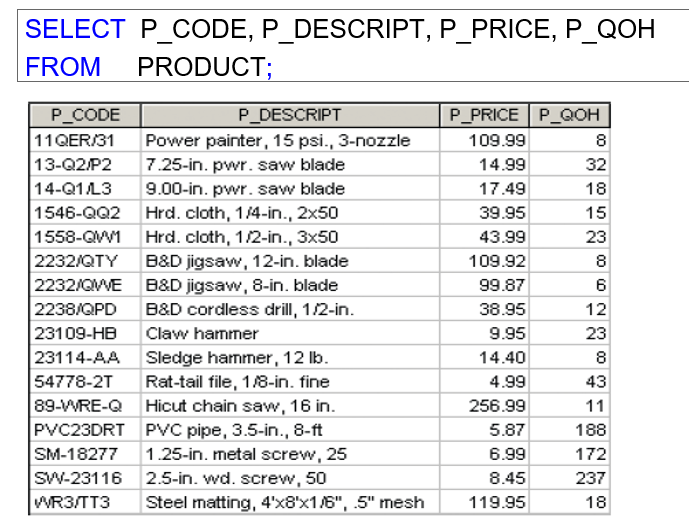 SELECT P_CODE, P_DESCRIPT, P_PRICE, P_QOH
FROM PRODUCT;
P_CODE P_DESCRIPT P_PRICE P_QOH
11QER/31 Power painter, 15 psi., 3-nozzle 109.99 8
13-Q2/P2 7.25-in. pwr. saw blade 14.99 32
14-Q1/L3 9.00-in. pwr. saw blade 17.49 18
1546-QQ2 Hrd. cloth, 1/4-in., 2x50 39.95 15
1558-QW1 Hrd. cloth, 1/2-in., 3x50 43.99 23
2232/QTY B&D jigsaw, 12-in. blade 109.92 8
2232/QWE B&D jigsaw, 8-in. blade 99.87 6
2238/QPD B&D cordless drill, 1/2-in. 38.95 12
23109-HB Claw hammer 9.95 23
23114-AA Sledge hammer, 12 lb. 14.40 8
54778-2T Rat-tail file, 1/8-in. fine 4.99 43
89-WRE-Q Hicut chain saw, 16 in. 256.99 11
PVC23DRT PVC pipe, 3.5-in., 8-ft 5.87 188
SM-18277 1.25-in. metal screw, 25 6.99 172
SW-23116 2.5-in. wd. screw, 50 8.45 237
WR3/TT3 Steel matting, 4'x8'x1/6", .5" mesh 119.95 18